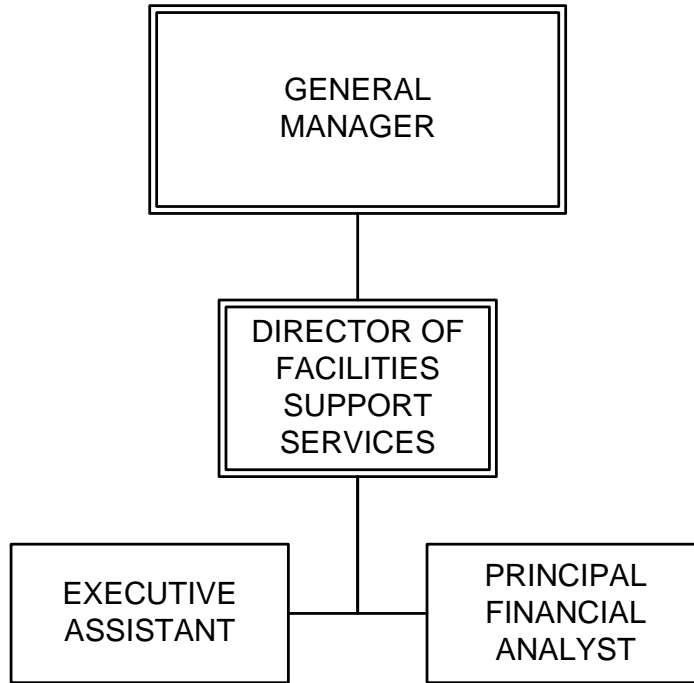 GENERAL
MANAGER
DIRECTOR OF
FACILITIES
SUPPORT
SERVICES
EXECUTIVE
ASSISTANT
PRINCIPAL
FINANCIAL
ANALYST